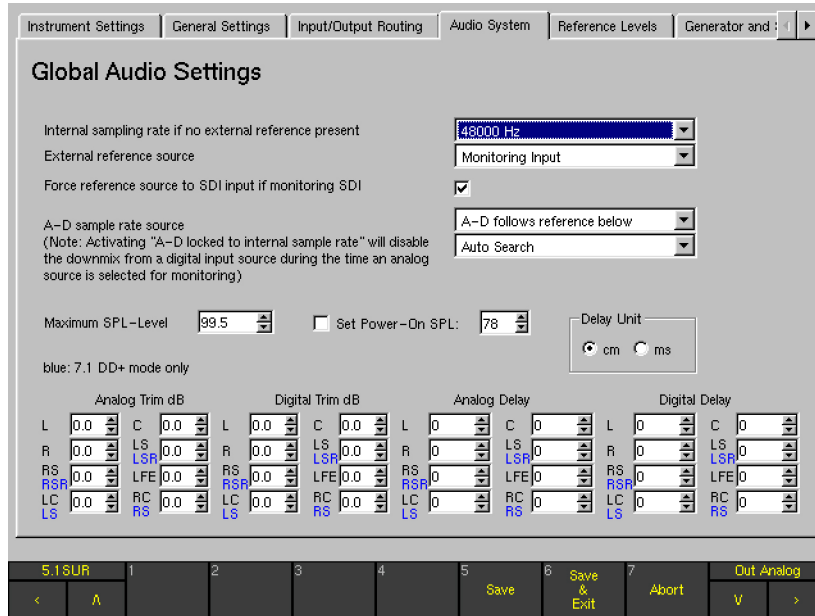 Instrument Settings General Settings Input/Output Routing Audio System Reference Levels Generator and
Global Audio Settings
Internal sampling rate if no external reference present 48000 Hz
External reference source Monitoring Input
Force reference source to SDI input if monitoring SDI
A-D sample rate source A-D follows reference below
(Note: Activating "A-D locked to internal sample rate" will disable
the downmix from a digital input source during the time an analog
source is selected for monitoring)
Auto Search
Maximum SPL-Level 99.5 Set Power-On SPL: 78 Delay Unit
cm ms
blue: 7.1 DD+ mode only
Analog Trim dB Digital Trim dB Analog Delay Digital Delay
L 0.0 C 0.0 L 0.0 C 0.0 L 0 C 0 L 0 C 0
R 0.0 LS LSR 0.0 R 0.0 LS LSR 0.0 R 0 LS LSR 0 R 0 LS LSR 0
RS RSR 0.0 LFE 0.0 RS RSR 0.0 LFE 0.0 RS RSR 0 LFE 0 RS RSR 0 LFE 0
LC LS 0.0 RC RS 0.0 LC LS 0.0 RC RS 0.0 LC LS 0 RC RS 0 LC LS 0 RC RS 0
5.1SUR 1 2 3 4 5 Save 6 Save & Exit 7 Abort Out Analog
< Λ V >